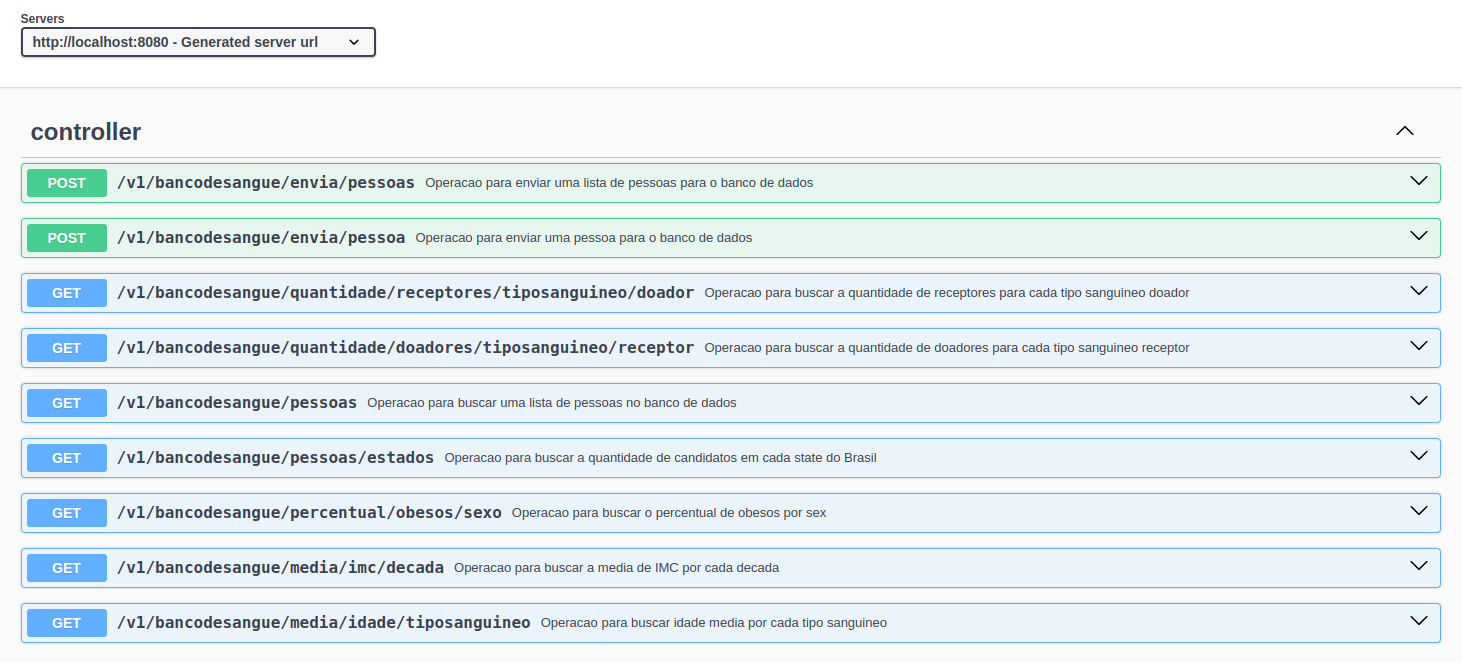 Servers
http://localhost:8080 - Generated server url
controller
POST /v1/bancodesangue/envia/pessoas Operacao para enviar uma lista de pessoas para o banco de dados
POST /v1/bancodesangue/envia/pessoa Operacao para enviar uma pessoa para o banco de dados
GET /v1/bancodesangue/quantidade/receptores/tiposanguineo/doador Operacao para buscar a quantidade de receptores para cada tipo sanguineo doador
GET /v1/bancodesangue/quantidade/doadores/tiposanguineo/receptor Operacao para buscar a quantidade de doadores para cada tipo sanguineo receptor
GET /v1/bancodesangue/pessoas Operacao para buscar uma lista de pessoas no banco de dados
GET /v1/bancodesangue/pessoas/estados Operacao para buscar a quantidade de candidatos em cada state do Brasil
GET /v1/bancodesangue/percentual/obesos/sexo Operacao para buscar o percentual de obesos por sex
GET /v1/bancodesangue/media/imc/decada Operacao para buscar a media de IMC por cada decada
GET /v1/bancodesangue/media/idade/tiposanguineo Operacao para buscar idade media por cada tipo sanguineo